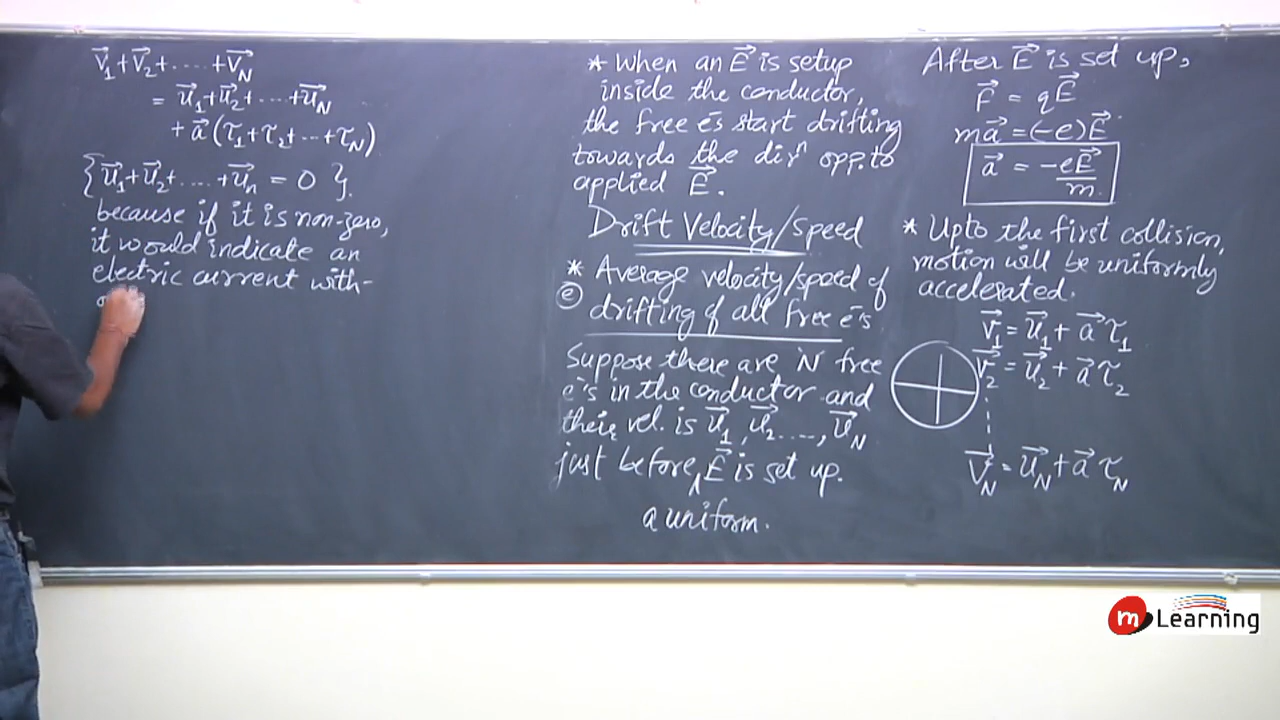 V⃗₁+V⃗₂+.....+V⃗_N
= u⃗₁+u⃗₂+...+u⃗_N
+ a⃗(τ₁+τ₂+...+τ_N)
{u⃗₁+u⃗₂+.....+u⃗ₙ = 0}.
because if it is non-zero,
it would indicate an
electric current with-
* When an E⃗ is setup
inside the conductor,
the free e⁻s start drifting
towards the dirⁿ opp. to
applied E⃗.
Drift Velocity/speed
* Average velocity/speed of
drifting of all free e⁻s
e⁻
Suppose there are N free
e⁻s in the conductor and
their vel. is u⃗₁, u⃗₂....., u⃗_N
just before ∧ E⃗ is set up.
a uniform.
After E⃗ is set up,
F⃗ = qE⃗
ma⃗ = (-e)E⃗
a⃗ = -eE⃗/m
* Upto the first collision,
motion will be uniformly
accelerated.
v⃗₁ = u⃗₁ + a⃗τ₁
v⃗₂ = u⃗₂ + a⃗τ₂
V⃗_N = u⃗_N + a⃗τ_N
m Learning